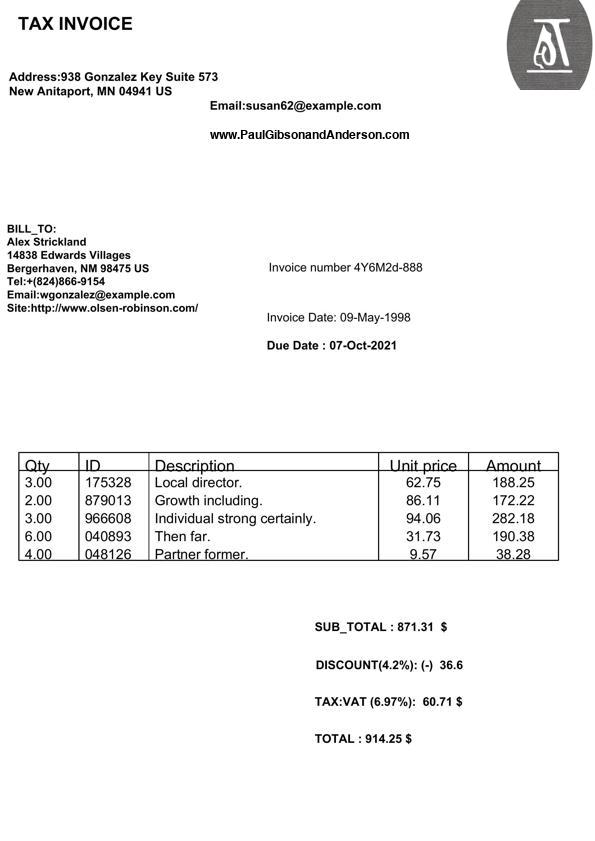 TAX INVOICE
Address:938 Gonzalez Key Suite 573
New Anitaport, MN 04941 US
Email:susan62@example.com
www.PaulGibsonandAnderson.com
BILL_TO:
Alex Strickland
14838 Edwards Villages
Bergerhaven, NM 98475 US
Tel:+(824)866-9154
Email:wgonzalez@example.com
Site:http://www.olsen-robinson.com/
Invoice number 4Y6M2d-888
Invoice Date: 09-May-1998
Due Date : 07-Oct-2021
Qty ID Description Unit price Amount
3.00 175328 Local director. 62.75 188.25
2.00 879013 Growth including. 86.11 172.22
3.00 966608 Individual strong certainly. 94.06 282.18
6.00 040893 Then far. 31.73 190.38
4.00 048126 Partner former. 9.57 38.28
SUB_TOTAL : 871.31 $
DISCOUNT(4.2%): (-) 36.6
TAX:VAT (6.97%): 60.71 $
TOTAL : 914.25 $